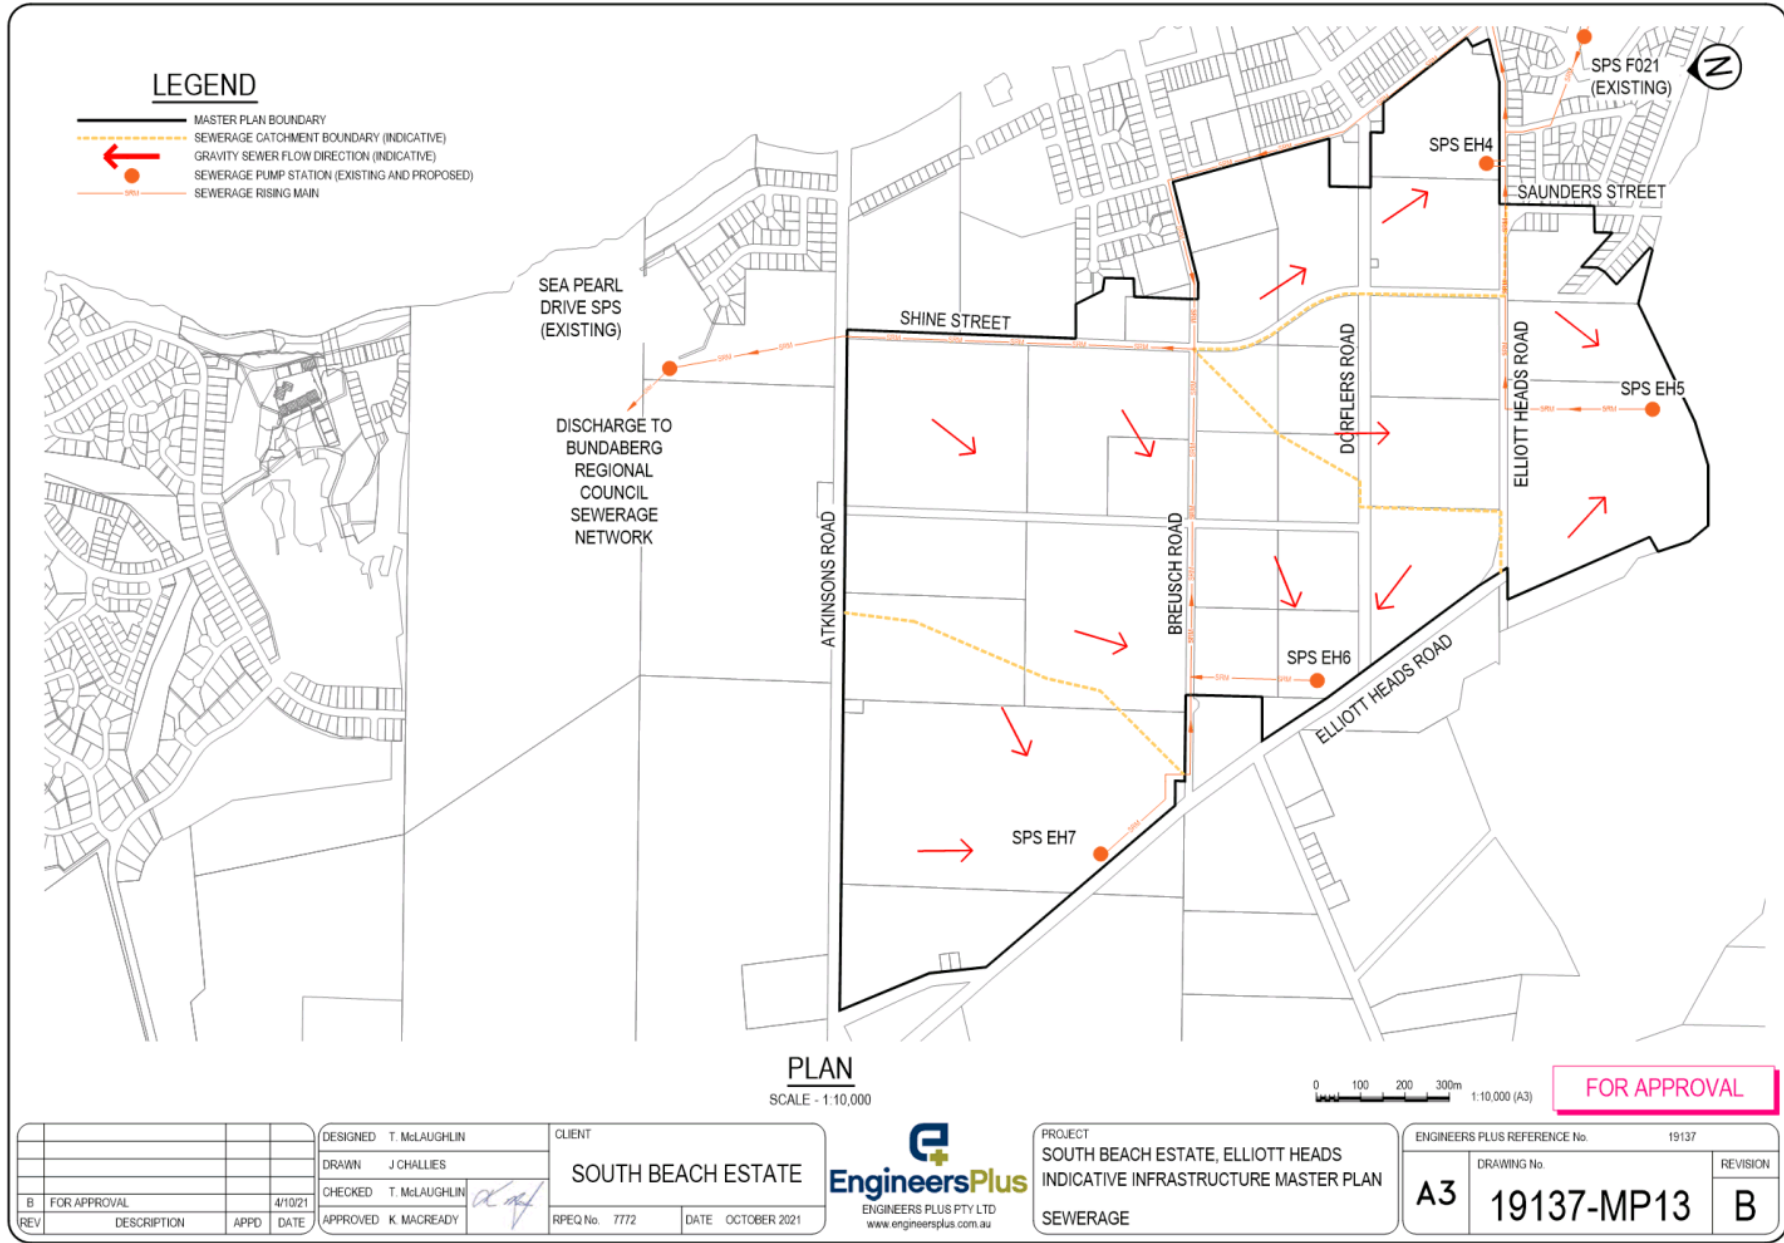 LEGEND
MASTER PLAN BOUNDARY
SEWERAGE CATCHMENT BOUNDARY (INDICATIVE)
GRAVITY SEWER FLOW DIRECTION (INDICATIVE)
SEWERAGE PUMP STATION (EXISTING AND PROPOSED)
SRM
SEWERAGE RISING MAIN
SPS F021
(EXISTING)
N
SPS EH4
SAUNDERS STREET
SEA PEARL
DRIVE SPS
(EXISTING)
SHINE STREET
DORFLERS ROAD
ELLIOTT HEADS ROAD
SPS EH5
DISCHARGE TO
BUNDABERG
REGIONAL
COUNCIL
SEWERAGE
NETWORK
ATKINSONS ROAD
BREUSCH ROAD
SPS EH6
ELLIOTT HEADS ROAD
SPS EH7
PLAN
SCALE - 1:10,000
0 100 200 300m
1:10,000 (A3)
FOR APPROVAL
B FOR APPROVAL 4/10/21
REV DESCRIPTION APPD DATE
DESIGNED T. McLAUGHLIN
DRAWN J CHALLIES
CHECKED T. McLAUGHLIN
APPROVED K. MACREADY
CLIENT
SOUTH BEACH ESTATE
RPEQ No. 7772 DATE OCTOBER 2021
EngineersPlus
ENGINEERS PLUS PTY LTD
www.engineersplus.com.au
PROJECT
SOUTH BEACH ESTATE, ELLIOTT HEADS
INDICATIVE INFRASTRUCTURE MASTER PLAN
SEWERAGE
ENGINEERS PLUS REFERENCE No. 19137
A3
DRAWING No.
19137-MP13
REVISION
B